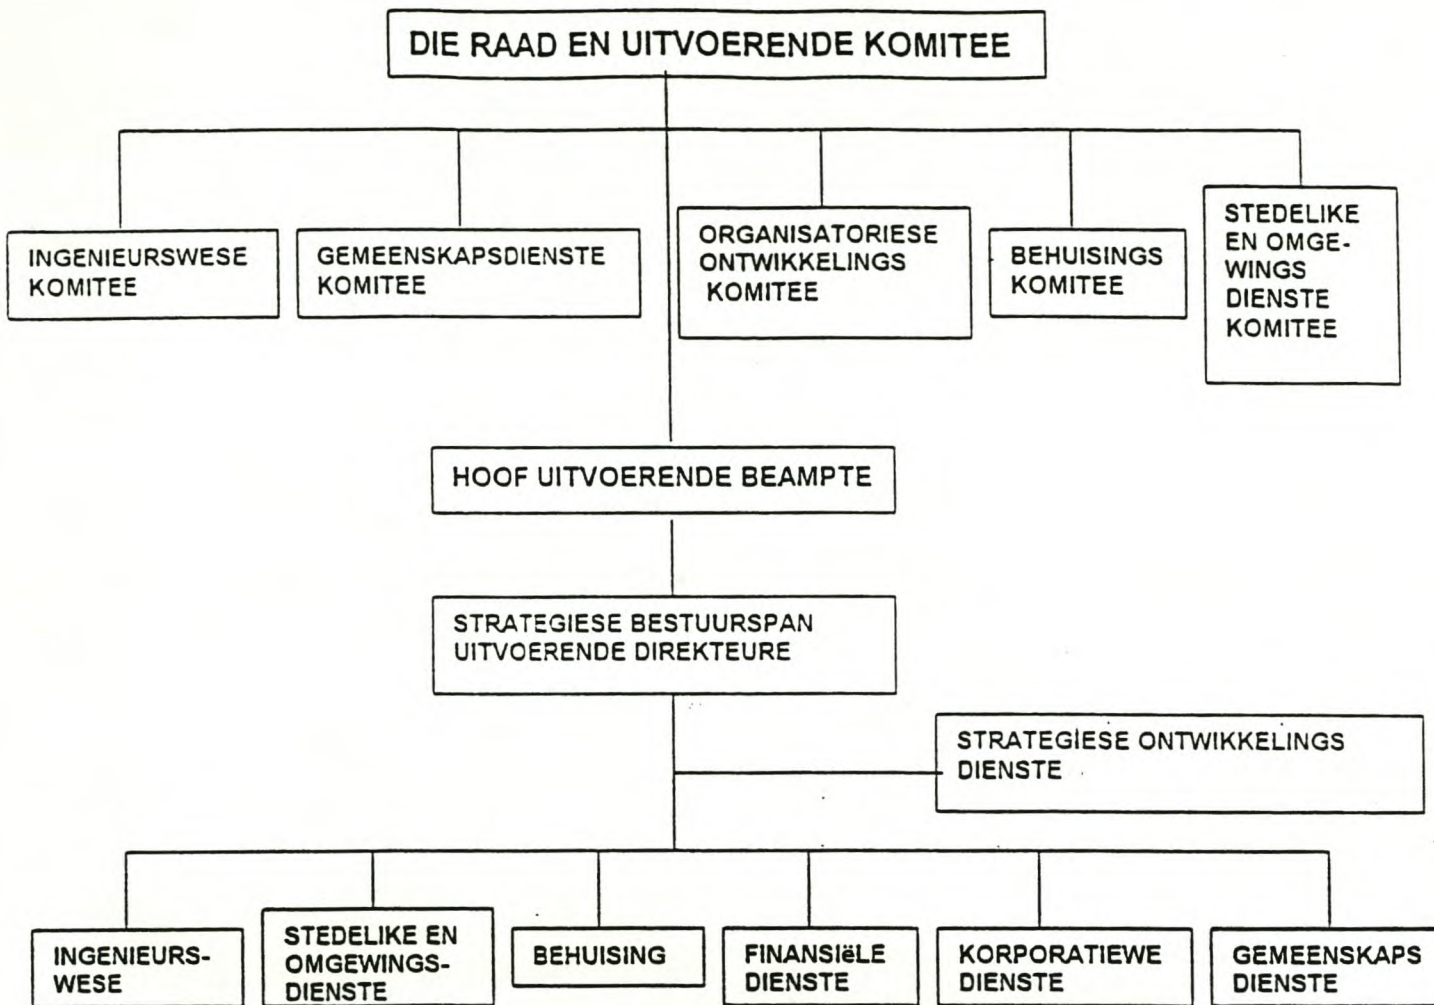 DIE RAAD EN UITVOERENDE KOMITEE
INGENIEURSWESE
KOMITEE
GEMEENSKAPSDIENSTE
KOMITEE
ORGANISATORIESE
ONTWIKKELINGS
KOMITEE
BEHUISINGS
KOMITEE
STEDELIKE
EN OMGE-
WINGS
DIENSTE
KOMITEE
HOOF UITVOERENDE BEAMPTE
STRATEGIESE BESTUURSPAN
UITVOERENDE DIREKTEURE
STRATEGIESE ONTWIKKELINGS
DIENSTE
INGENIEURS-
WESE
STEDELIKE EN
OMGEWINGS-
DIENSTE
BEHUISING
FINANSIëLE
DIENSTE
KORPORATIEWE
DIENSTE
GEMEENSKAPS
DIENSTE